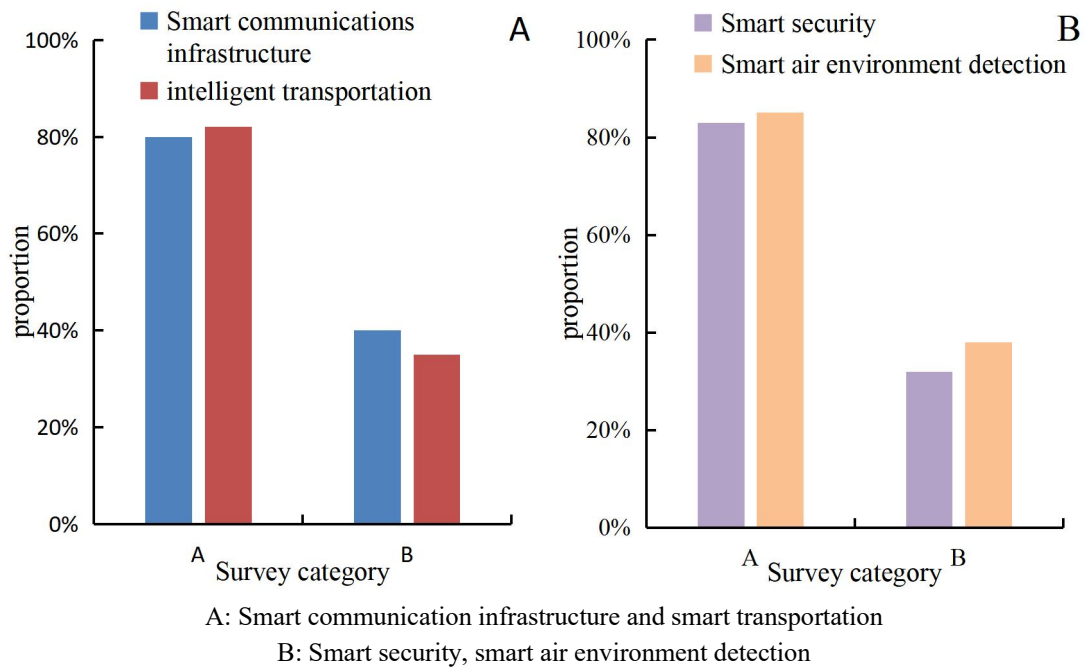 A
Smart communications
infrastructure
intelligent transportation
100%
80%
60%
40%
20%
0%
proportion
A
B
Survey category
B
Smart security
Smart air environment detection
100%
80%
60%
40%
20%
0%
proportion
A
B
Survey category
A: Smart communication infrastructure and smart transportation
B: Smart security, smart air environment detection